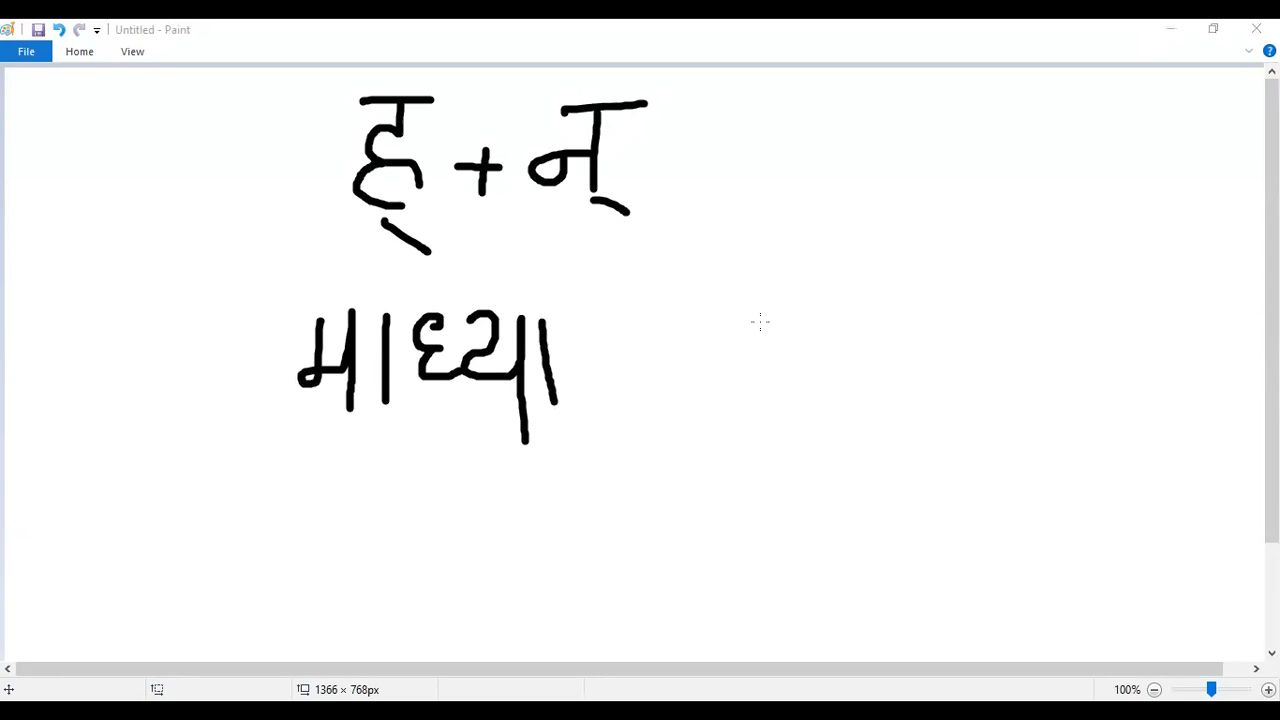 Untitled - Paint
File Home View
ह् + न्
माध्या
1366 × 768px 100%